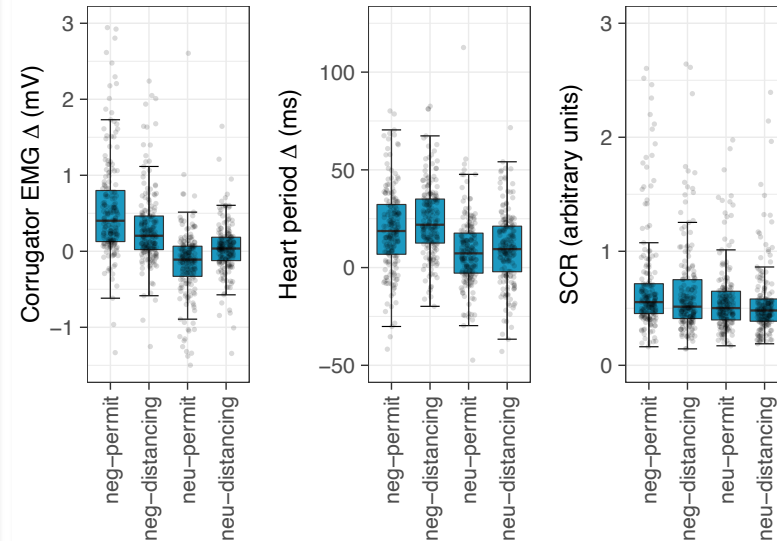 Corrugator EMG Δ (mV)
3
2
1
0
−1
neg−permit
neg−distancing
neu−permit
neu−distancing
Heart period Δ (ms)
100
50
0
−50
neg−permit
neg−distancing
neu−permit
neu−distancing
SCR (arbitrary units)
3
2
1
0
neg−permit
neg−distancing
neu−permit
neu−distancing